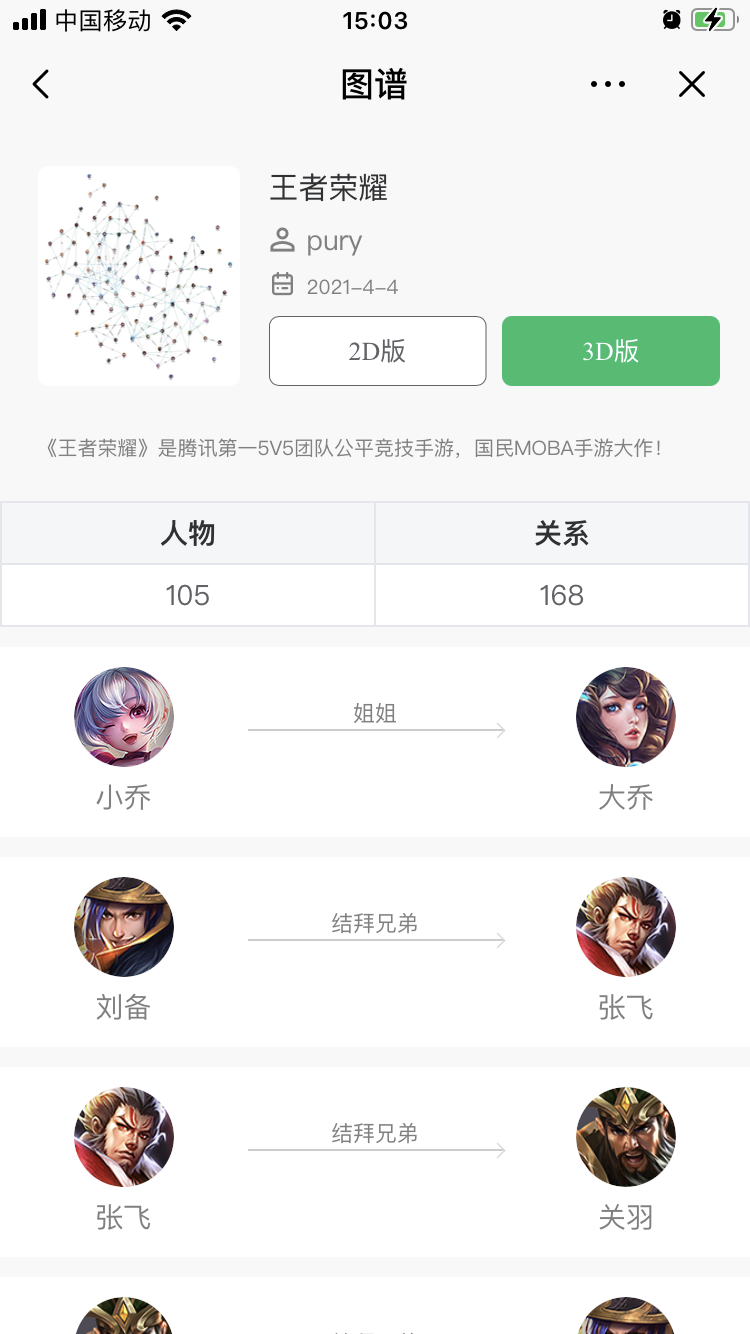 中国移动 15:03
图谱
王者荣耀
pury
2021-4-4
2D版 3D版
《王者荣耀》是腾讯第一5V5团队公平竞技手游，国民MOBA手游大作！
人物 关系
105 168
姐姐
小乔 大乔
结拜兄弟
刘备 张飞
结拜兄弟
张飞 关羽